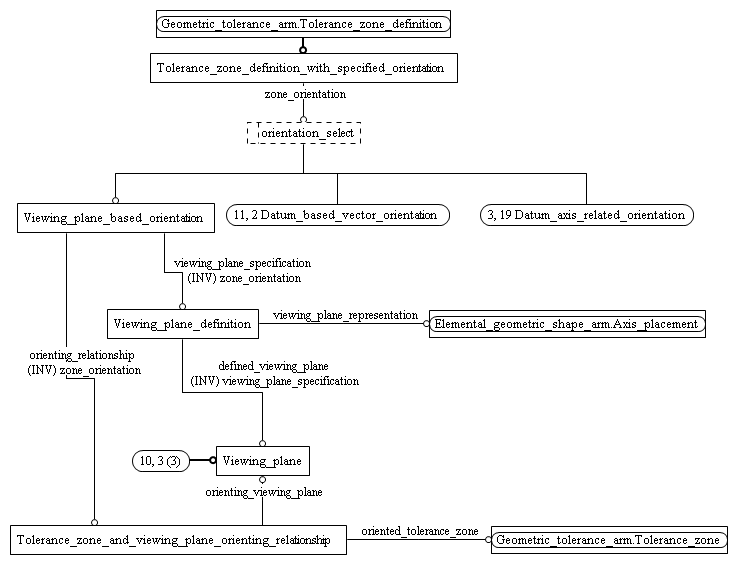 Geometric_tolerance_arm.Tolerance_zone_definition
Tolerance_zone_definition_with_specified_orientation
zone_orientation
orientation_select
Viewing_plane_based_orientation
11, 2 Datum_based_vector_orientation
3, 19 Datum_axis_related_orientation
viewing_plane_specification
(INV) zone_orientation
Viewing_plane_definition
viewing_plane_representation
Elemental_geometric_shape_arm.Axis_placement
orienting_relationship
(INV) zone_orientation
defined_viewing_plane
(INV) viewing_plane_specification
10, 3 (3)
Viewing_plane
orienting_viewing_plane
Tolerance_zone_and_viewing_plane_orienting_relationship
oriented_tolerance_zone
Geometric_tolerance_arm.Tolerance_zone